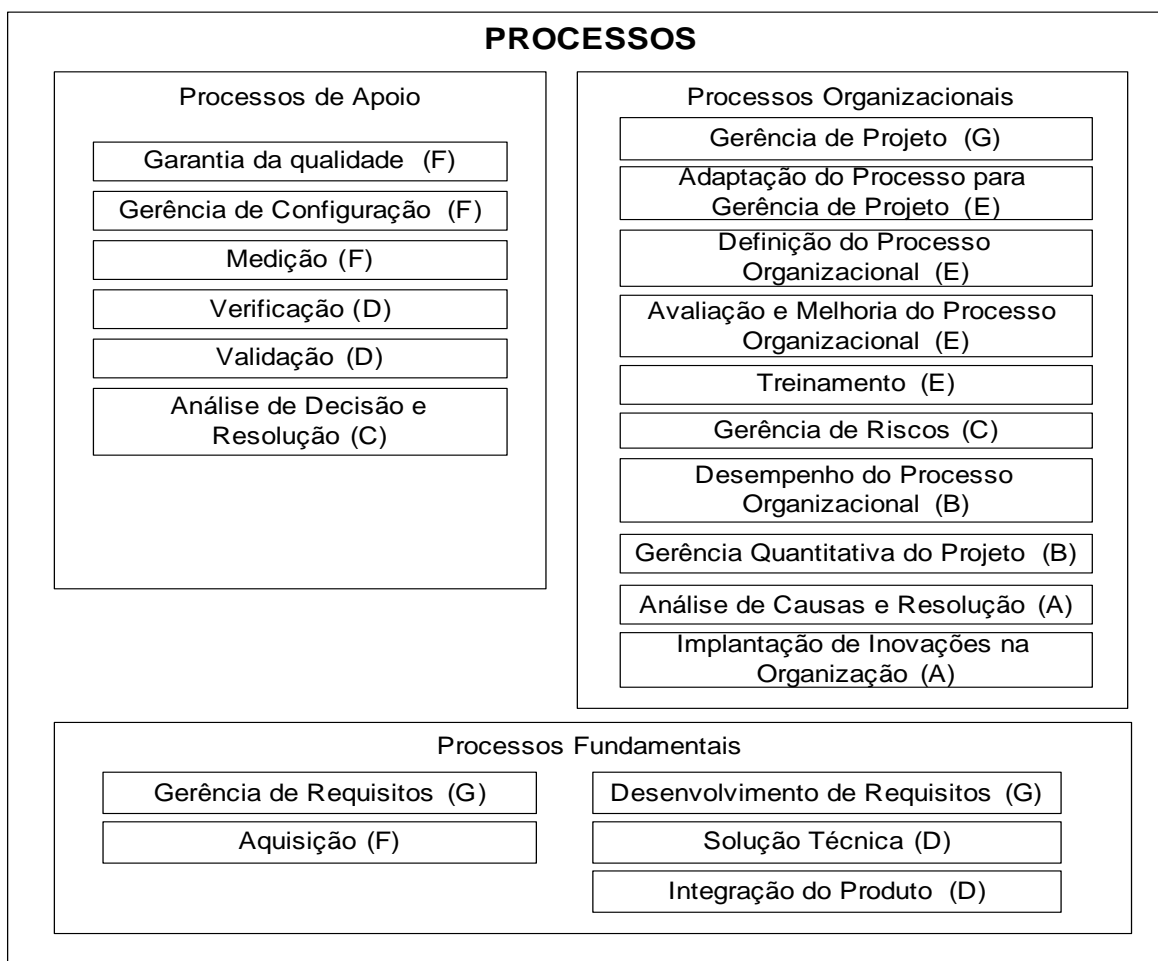 PROCESSOS
Processos de Apoio
Garantia da qualidade (F)
Gerência de Configuração (F)
Medição (F)
Verificação (D)
Validação (D)
Análise de Decisão e
Resolução (C)
Processos Organizacionais
Gerência de Projeto (G)
Adaptação do Processo para
Gerência de Projeto (E)
Definição do Processo
Organizacional (E)
Avaliação e Melhoria do Processo
Organizacional (E)
Treinamento (E)
Gerência de Riscos (C)
Desempenho do Processo
Organizacional (B)
Gerência Quantitativa do Projeto (B)
Análise de Causas e Resolução (A)
Implantação de Inovações na
Organização (A)
Processos Fundamentais
Gerência de Requisitos (G)
Aquisição (F)
Desenvolvimento de Requisitos (G)
Solução Técnica (D)
Integração do Produto (D)